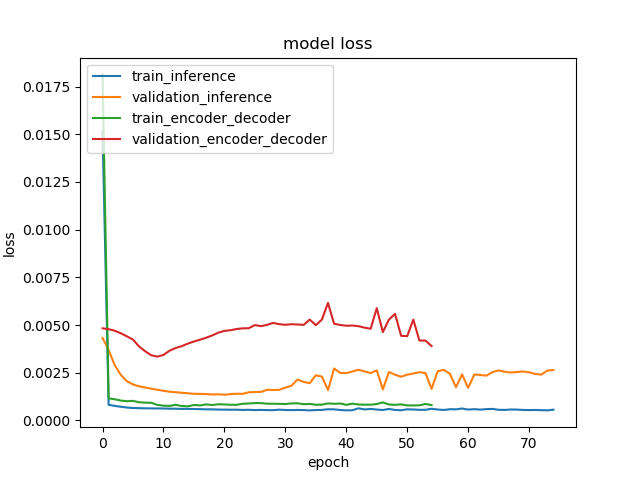 model loss
train_inference
validation_inference
train_encoder_decoder
validation_encoder_decoder
0.0175
0.0150
0.0125
0.0100
0.0075
0.0050
0.0025
0.0000
loss
0 10 20 30 40 50 60 70
epoch